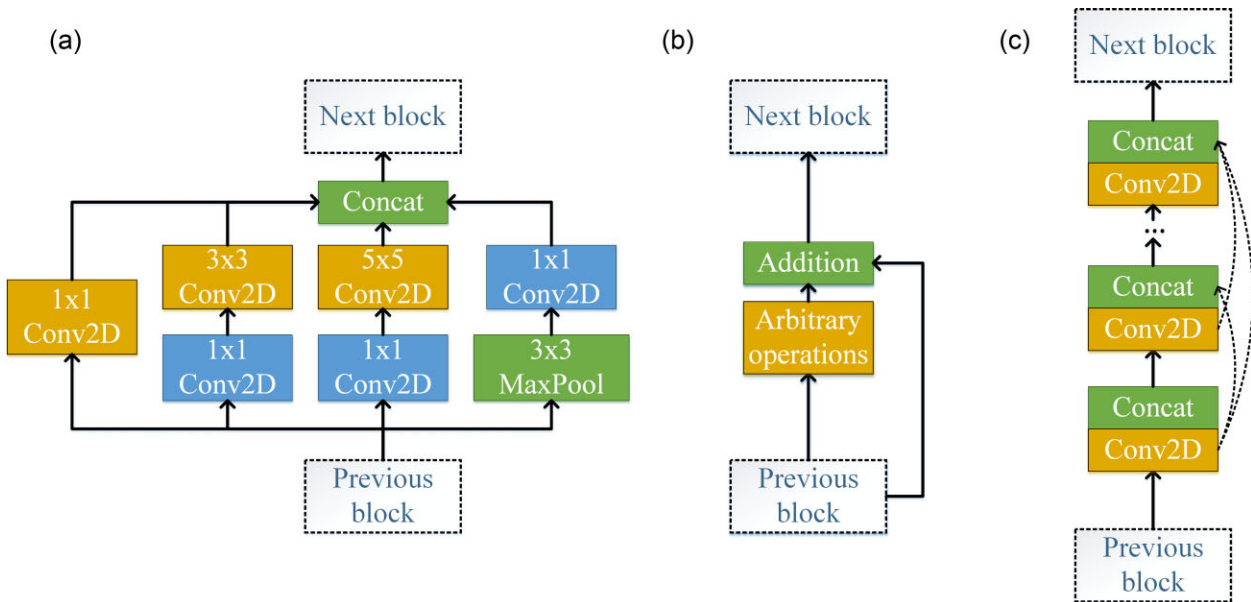 (a)
Next block
Concat
1x1
Conv2D
3x3
Conv2D
5x5
Conv2D
1x1
Conv2D
1x1
Conv2D
1x1
Conv2D
3x3
MaxPool
Previous
block
(b)
Next block
Addition
Arbitrary
operations
Previous
block
(c)
Next block
Concat
Conv2D
...
Concat
Conv2D
Concat
Conv2D
Previous
block